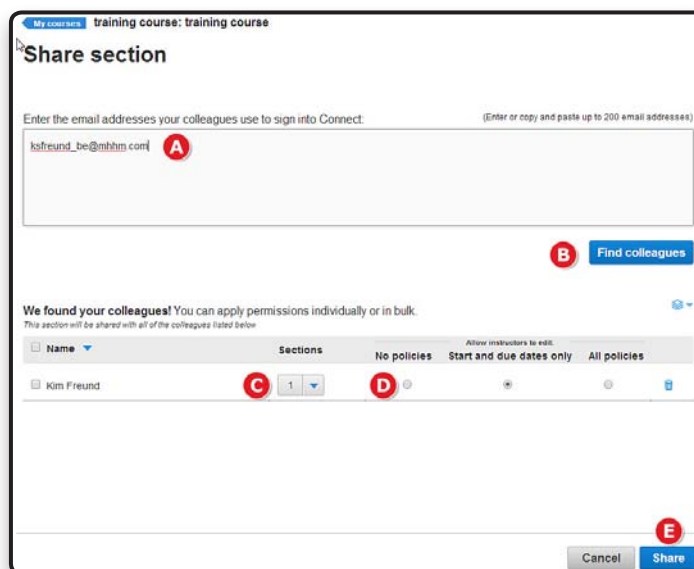 My courses training course: training course
Share section
Enter the email addresses your colleagues use to sign into Connect: (Enter or copy and paste up to 200 email addresses)
ksfreund_be@mhhm.com A
B Find colleagues
We found your colleagues! You can apply permissions individually or in bulk.
This section will be shared with all of the colleagues listed below
Allow instructors to edit:
Name Sections No policies Start and due dates only All policies
Kim Freund C 1 D
E
Cancel Share